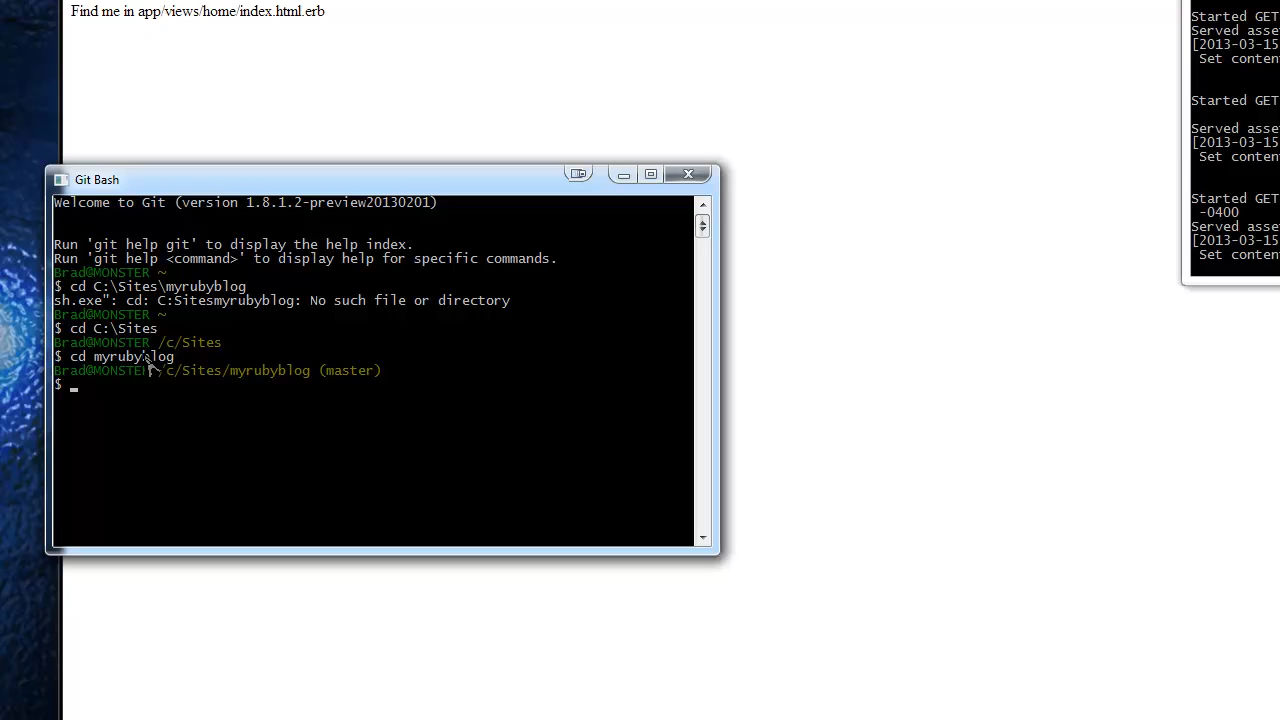 Find me in app/views/home/index.html.erb
Started GET
Served asse
[2013-03-15
Set conten
Started GET
Served asse
[2013-03-15
Set conten
Started GET
-0400
Served asse
[2013-03-15
Set conten
Git Bash
Welcome to Git (version 1.8.1.2-preview20130201)
Run 'git help git' to display the help index.
Run 'git help <command>' to display help for specific commands.
Brad@MONSTER ~
$ cd C:\Sites\myrubyblog
sh.exe": cd: C:Sitesmyrubyblog: No such file or directory
Brad@MONSTER ~
$ cd C:\Sites
Brad@MONSTER /c/Sites
$ cd myrubyblog
Brad@MONSTER /c/Sites/myrubyblog (master)
$